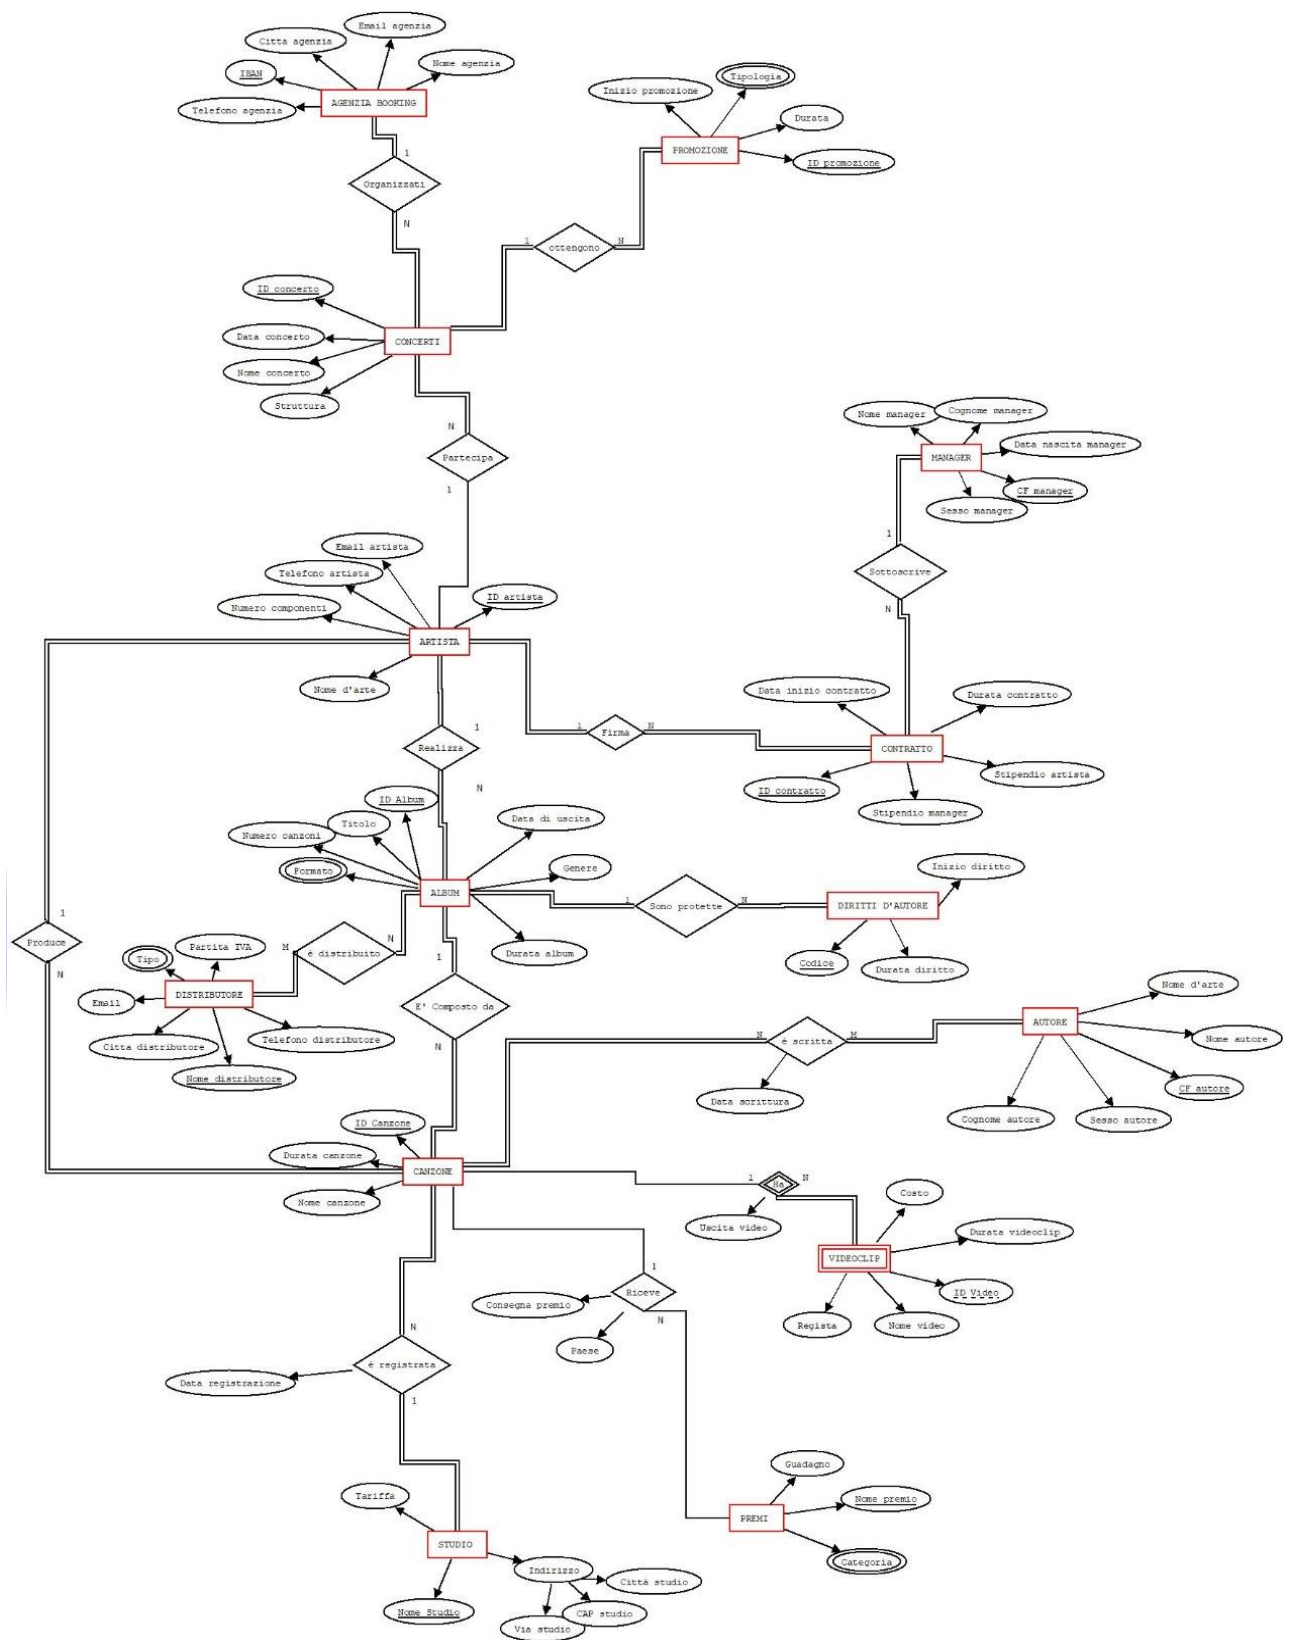 Email agenzia
Citta agenzia
Nome agenzia
IBAN
Telefono agenzia
AGENZIA BOOKING
Tipologia
Inizio promozione
Durata
PROMOZIONE
ID promozione
1
Organizzati
N
1
ottengono
N
ID concerto
Data concerto
CONCERTI
Nome concerto
Struttura
N
Partecipa
1
Nome manager
Cognome manager
Data nascita manager
MANAGER
CF manager
Sesso manager
1
Sottoscrive
N
Email artista
Telefono artista
ID artista
Numero componenti
ARTISTA
Nome d'arte
Data inizio contratto
Durata contratto
1
Firma
N
CONTRATTO
Stipendio artista
ID contratto
Stipendio manager
1
Realizza
N
ID Album
Titolo
Data di uscita
Numero canzoni
Formato
Genere
ALBUM
Durata album
1
Sono protette
N
DIRITTI D'AUTORE
Inizio diritto
Codice
Durata diritto
1
Produce
N
M
è distribuito
N
Partita IVA
Tipo
DISTRIBUTORE
Email
Citta distributore
Telefono distributore
Nome distributore
1
E' Composto da
N
N
è scritta
M
Data scrittura
Nome d'arte
AUTORE
Nome autore
CF autore
Cognome autore
Sesso autore
ID Canzone
Durata canzone
CANZONE
Nome canzone
1
Ha
N
Uscita video
Costo
Durata videoclip
VIDEOCLIP
ID Video
Regista
Nome video
1
Riceve
N
Consegna premio
Paese
N
è registrata
1
Data registrazione
Guadagno
Nome premio
PREMI
Categoria
Tariffa
STUDIO
Indirizzo
Città studio
CAP studio
Via studio
Nome Studio